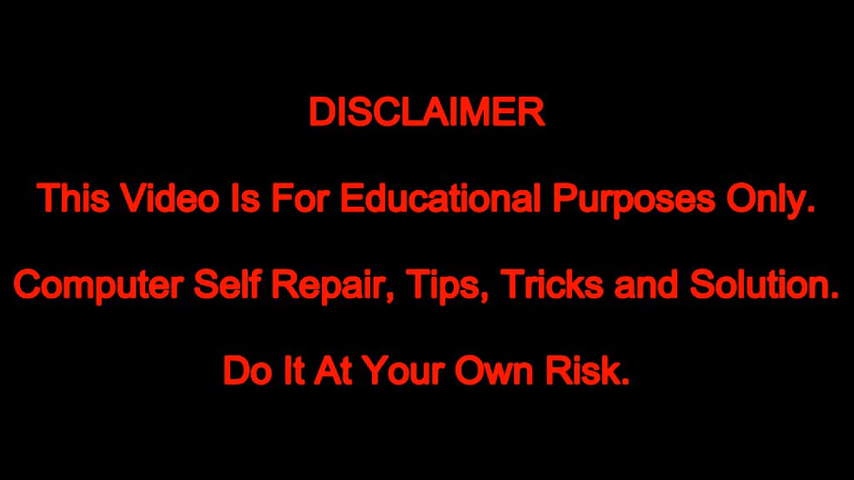 DISCLAIMER
This Video Is For Educational Purposes Only.
Computer Self Repair, Tips, Tricks and Solution.
Do It At Your Own Risk.